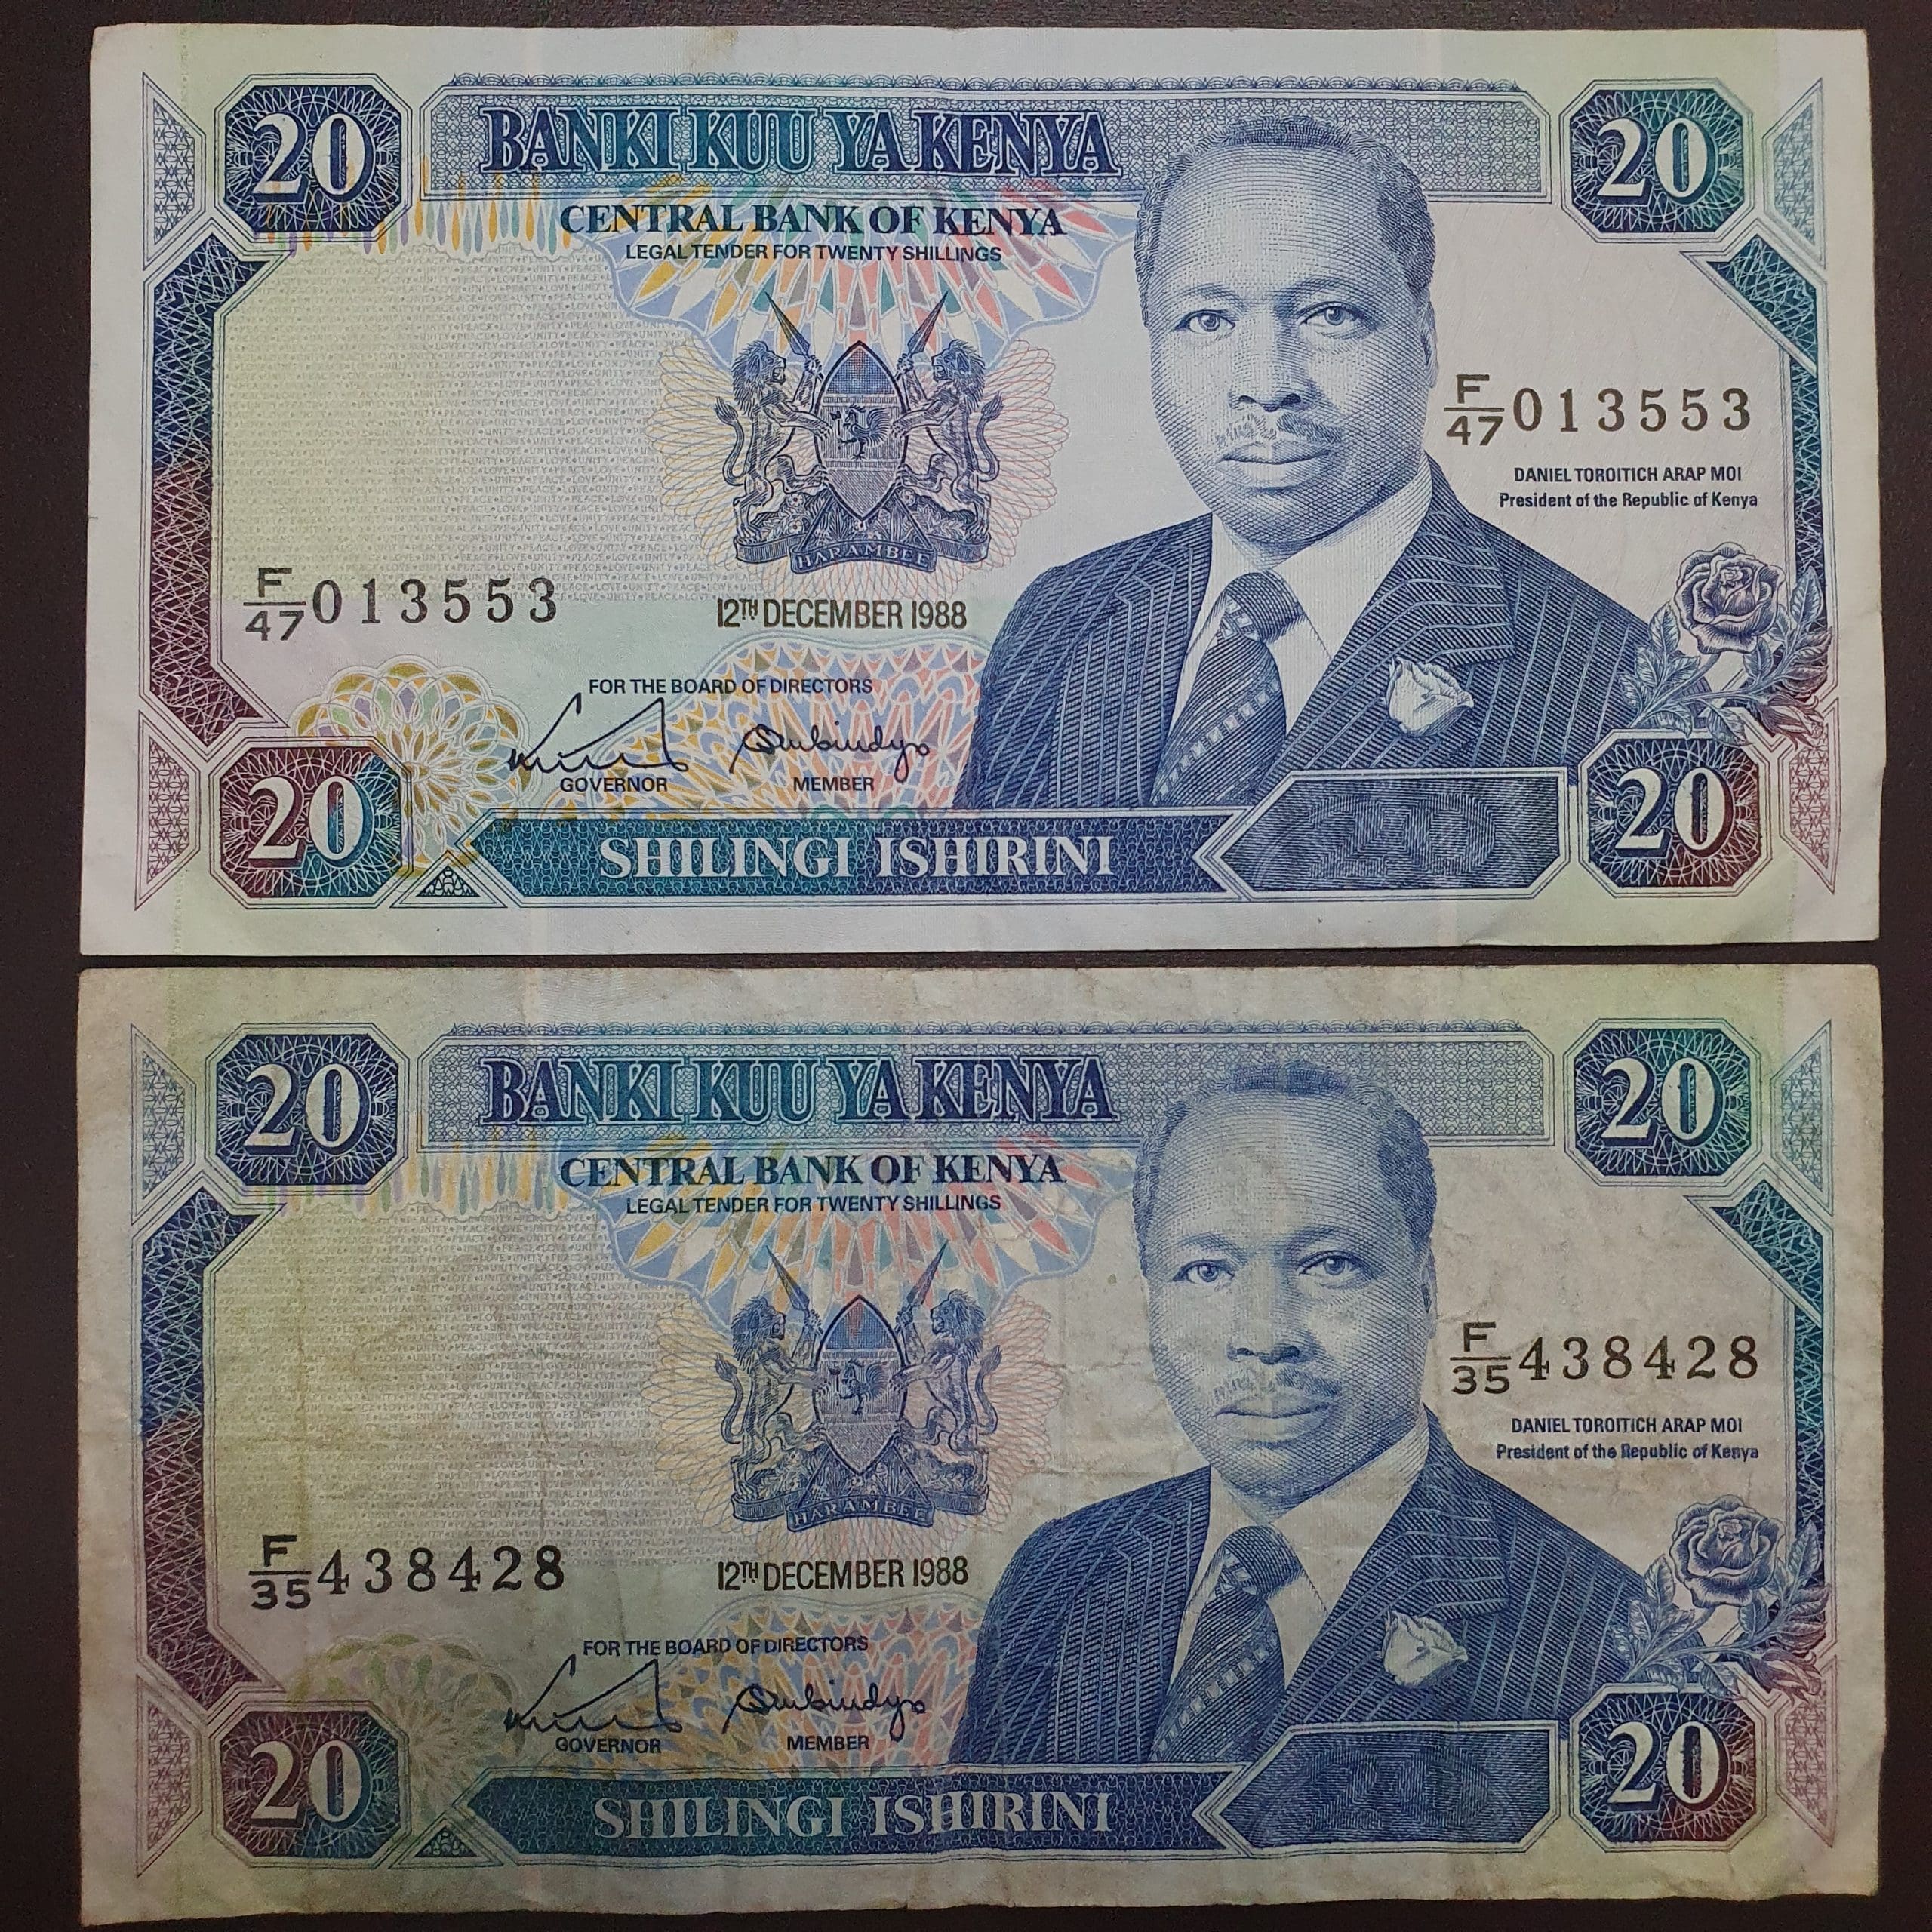 20 BANKI KUU YA KENYA 20
CENTRAL BANK OF KENYA
LEGAL TENDER FOR TWENTY SHILLINGS
F/47 013553
DANIEL TOROITICH ARAP MOI
President of the Republic of Kenya
HARAMBEE
F/47 013553
12TH DECEMBER 1988
FOR THE BOARD OF DIRECTORS
GOVERNOR MEMBER
20 SHILINGI ISHIRINI 20
20 BANKI KUU YA KENYA 20
CENTRAL BANK OF KENYA
LEGAL TENDER FOR TWENTY SHILLINGS
F/35 438428
DANIEL TOROITICH ARAP MOI
President of the Republic of Kenya
HARAMBEE
F/35 438428
12TH DECEMBER 1988
FOR THE BOARD OF DIRECTORS
GOVERNOR MEMBER
20 SHILINGI ISHIRINI 20